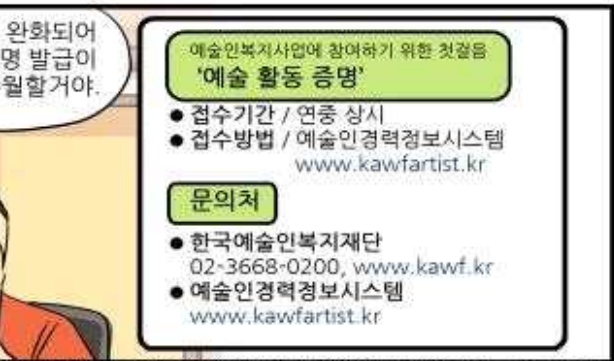 완화되어
명 발급이
월할거야.
예술인복지사업에 참여하기 위한 첫걸음
‘예술 활동 증명’
● 접수기간 / 연중 상시
● 접수방법 / 예술인경력정보시스템
www.kawfartist.kr
문의처
● 한국예술인복지재단
02-3668-0200, www.kawf.kr
● 예술인경력정보시스템
www.kawfartist.kr